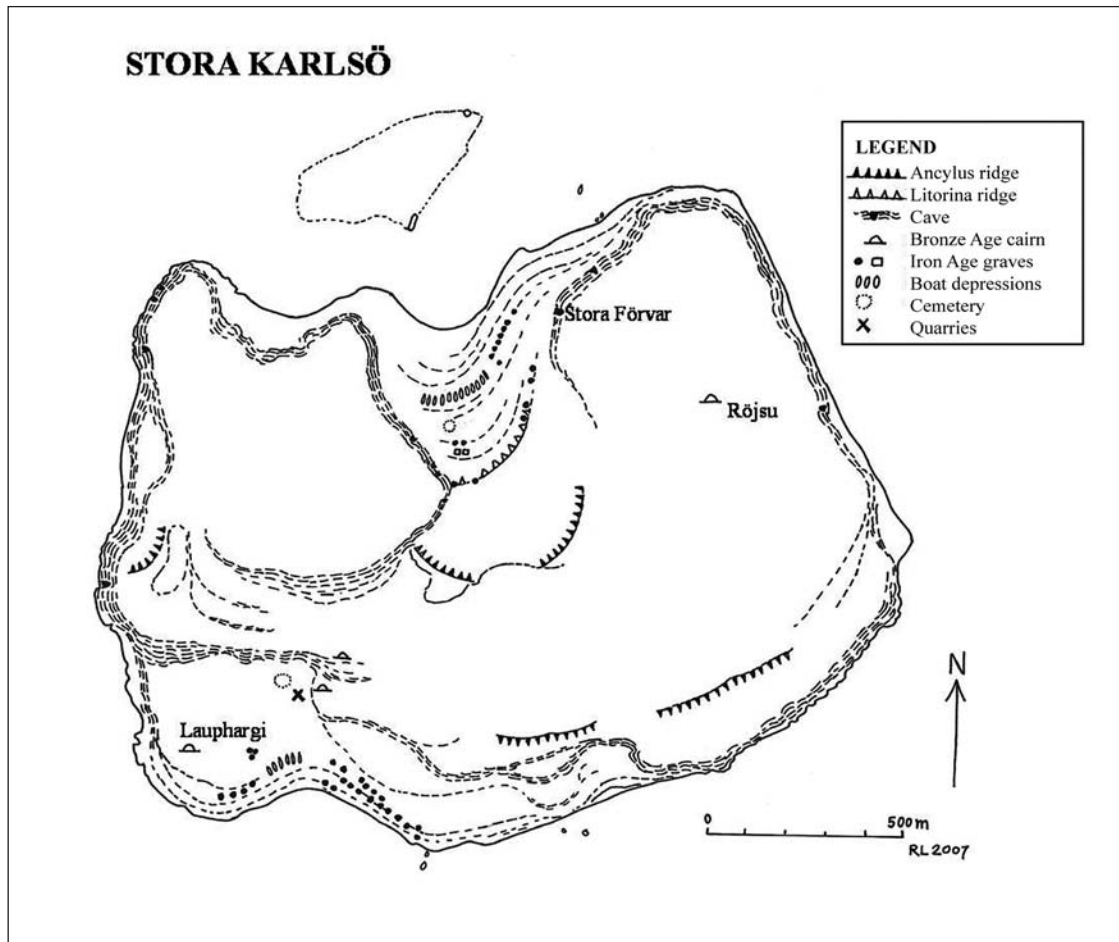 STORA KARLSÖ
LEGEND
Ancylus ridge
Litorina ridge
Cave
Bronze Age cairn
Iron Age graves
Boat depressions
Cemetery
Quarries
Stora Förvar
Röjsu
Lauphargi
N
0 500 m
RL 2007